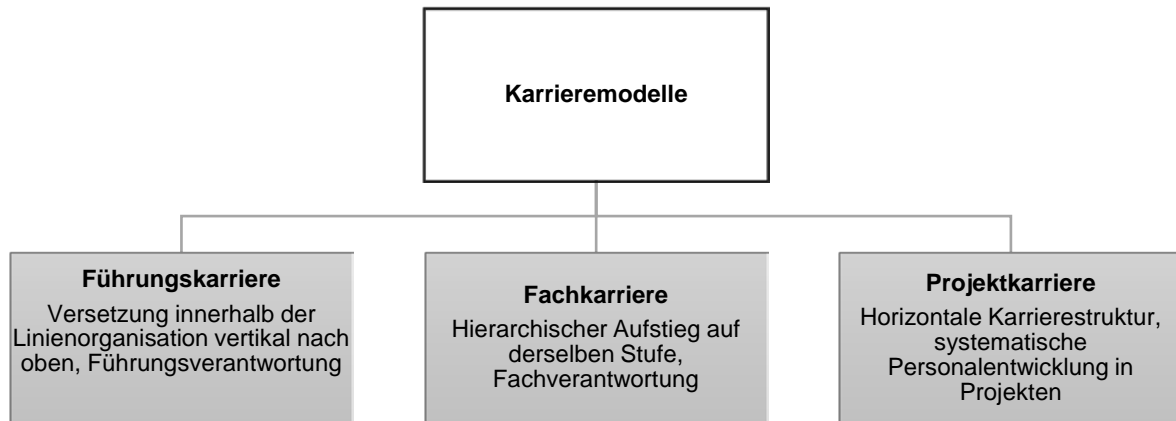 Karrieremodelle
Führungskarriere
Versetzung innerhalb der
Linienorganisation vertikal nach
oben, Führungsverantwortung
Fachkarriere
Hierarchischer Aufstieg auf
derselben Stufe,
Fachverantwortung
Projektkarriere
Horizontale Karrierestruktur,
systematische
Personalentwicklung in
Projekten